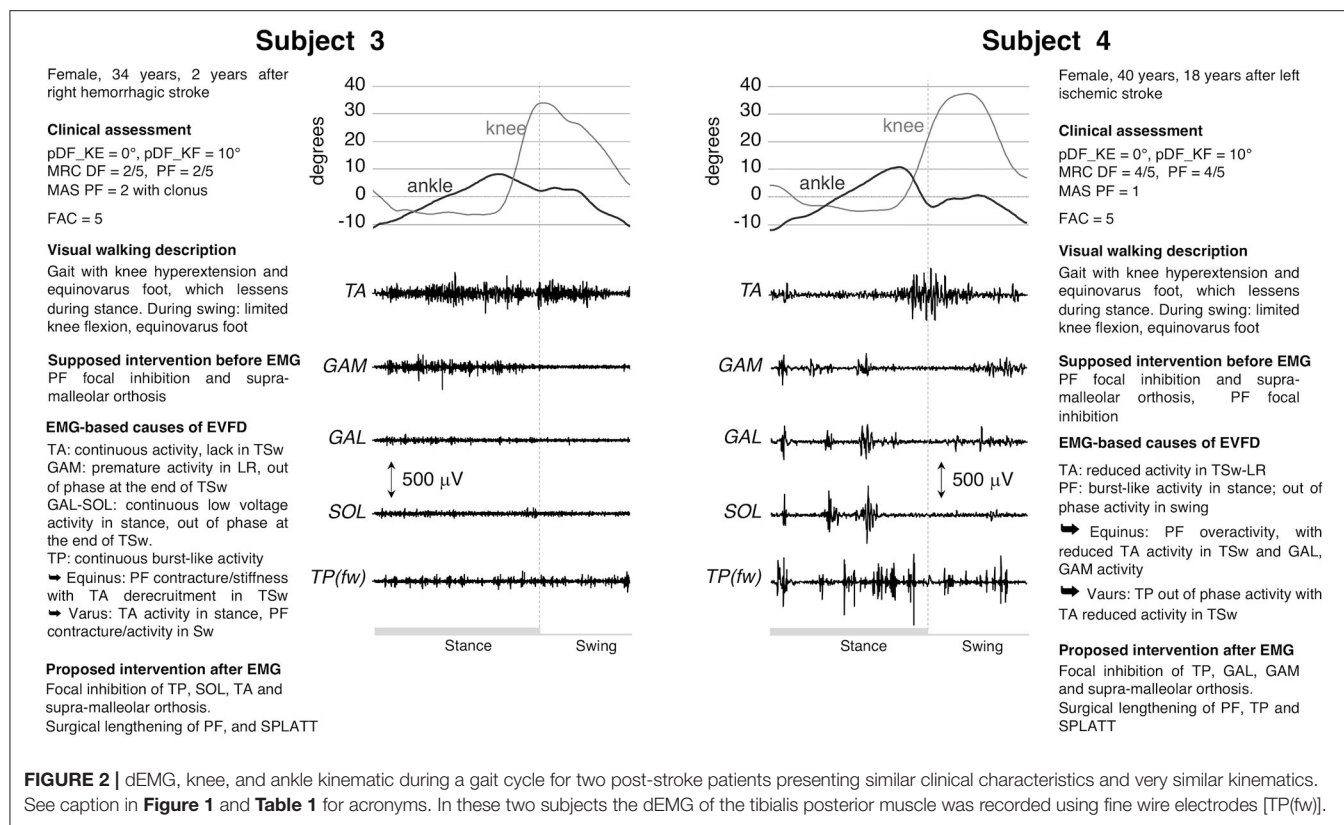 Subject 3
Female, 34 years, 2 years after
right hemorrhagic stroke
Clinical assessment
pDF_KE = 0°, pDF_KF = 10°
MRC DF = 2/5, PF = 2/5
MAS PF = 2 with clonus
FAC = 5
Visual walking description
Gait with knee hyperextension and
equinovarus foot, which lessens
during stance. During swing: limited
knee flexion, equinovarus foot
Supposed intervention before EMG
PF focal inhibition and supra-
malleolar orthosis
EMG-based causes of EVFD
TA: continuous activity, lack in TSw
GAM: premature activity in LR, out
of phase at the end of TSw
GAL-SOL: continuous low voltage
activity in stance, out of phase at
the end of TSw.
TP: continuous burst-like activity
➥ Equinus: PF contracture/stiffness
with TA derecruitment in TSw
➥ Varus: TA activity in stance, PF
contracture/activity in Sw
Proposed intervention after EMG
Focal inhibition of TP, SOL, TA and
supra-malleolar orthosis.
Surgical lengthening of PF, and SPLATT
degrees
40
30
20
10
0
-10
knee
ankle
TA
GAM
GAL
500 µV
SOL
TP(fw)
Stance
Swing
Subject 4
degrees
40
30
20
10
0
-10
knee
ankle
TA
GAM
GAL
500 µV
SOL
TP(fw)
Stance
Swing
Female, 40 years, 18 years after left
ischemic stroke
Clinical assessment
pDF_KE = 0°, pDF_KF = 10°
MRC DF = 4/5, PF = 4/5
MAS PF = 1
FAC = 5
Visual walking description
Gait with knee hyperextension and
equinovarus foot, which lessens
during stance. During swing: limited
knee flexion, equinovarus foot
Supposed intervention before EMG
PF focal inhibition and supra-
malleolar orthosis, PF focal
inhibition
EMG-based causes of EVFD
TA: reduced activity in TSw-LR
PF: burst-like activity in stance; out of
phase activity in swing
➥ Equinus: PF overactivity, with
reduced TA activity in TSw and GAL,
GAM activity
➥ Vaurs: TP out of phase activity with
TA reduced activity in TSw
Proposed intervention after EMG
Focal inhibition of TP, GAL, GAM
and supra-malleolar orthosis.
Surgical lengthening of PF, TP and
SPLATT
FIGURE 2 | dEMG, knee, and ankle kinematic during a gait cycle for two post-stroke patients presenting similar clinical characteristics and very similar kinematics.
See caption in Figure 1 and Table 1 for acronyms. In these two subjects the dEMG of the tibialis posterior muscle was recorded using fine wire electrodes [TP(fw)].